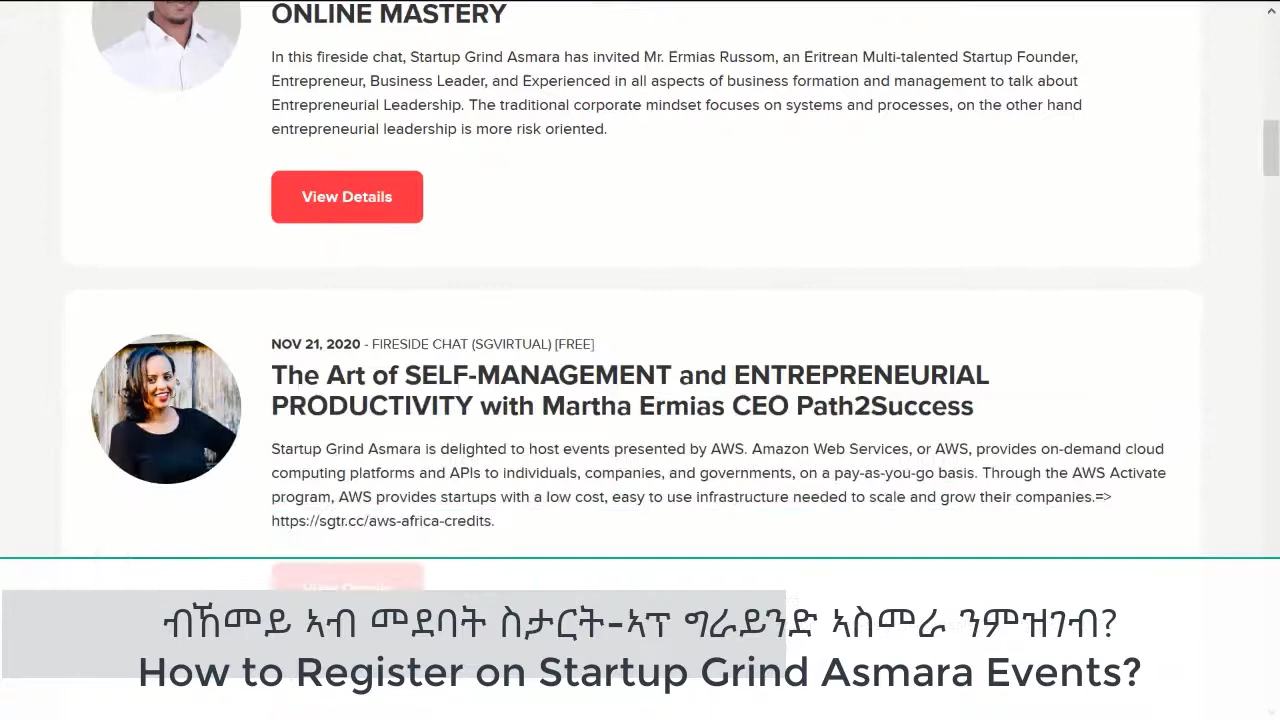 ONLINE MASTERY
In this fireside chat, Startup Grind Asmara has invited Mr. Ermias Russom, an Eritrean Multi-talented Startup Founder,
Entrepreneur, Business Leader, and Experienced in all aspects of business formation and management to talk about
Entrepreneurial Leadership. The traditional corporate mindset focuses on systems and processes, on the other hand
entrepreneurial leadership is more risk oriented.
View Details
NOV 21, 2020 - FIRESIDE CHAT (SGVIRTUAL) [FREE]
The Art of SELF-MANAGEMENT and ENTREPRENEURIAL
PRODUCTIVITY with Martha Ermias CEO Path2Success
Startup Grind Asmara is delighted to host events presented by AWS. Amazon Web Services, or AWS, provides on-demand cloud
computing platforms and APIs to individuals, companies, and governments, on a pay-as-you-go basis. Through the AWS Activate
program, AWS provides startups with a low cost, easy to use infrastructure needed to scale and grow their companies.=>
https://sgtr.cc/aws-africa-credits.
View Details
ብኸመይ ኣብ መደባት ስታርት-ኣፕ ግራይንድ ኣስመራ ንምዝገብ?
How to Register on Startup Grind Asmara Events?